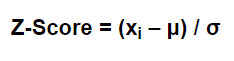 Z-Score = (xᵢ – μ) / σ